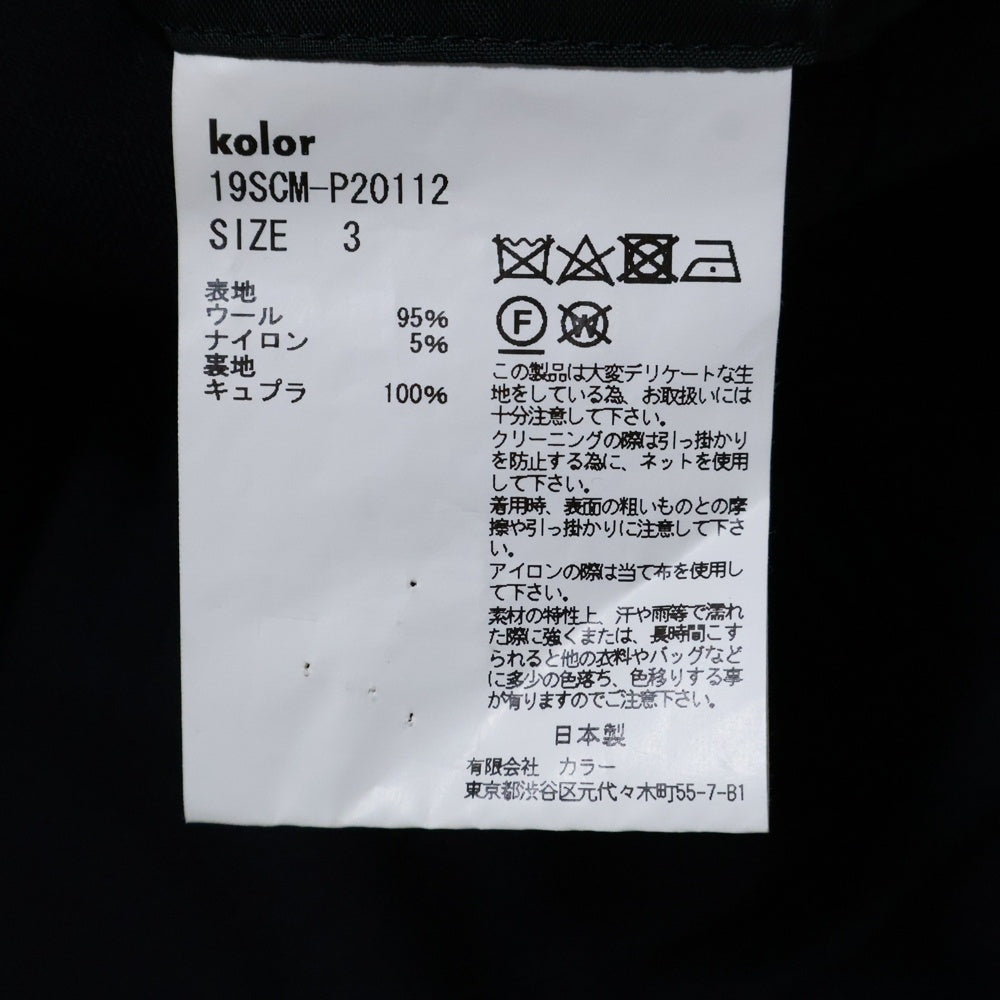 kolor
19SCM-P20112
SIZE 3
表地
ウール 95%
ナイロン 5%
裏地
キュプラ 100%
F
W
この製品は大変デリケートな生
地をしている為、お取扱いには
十分注意して下さい。
クリーニングの際は引っ掛かり
を防止する為に、ネットを使用
して下さい。
着用時、表面の粗いものとの摩
擦や引っ掛かりに注意して下さ
い。
アイロンの際は当て布を使用し
て下さい。
素材の特性上、汗や雨等で濡れ
た際に強くまたは、長時間こす
られると他の衣料やバッグなど
に多少の色落ち、色移りする事
が有りますのでご注意下さい。
日本製
有限会社 カラー
東京都渋谷区元代々木町55-7-B1